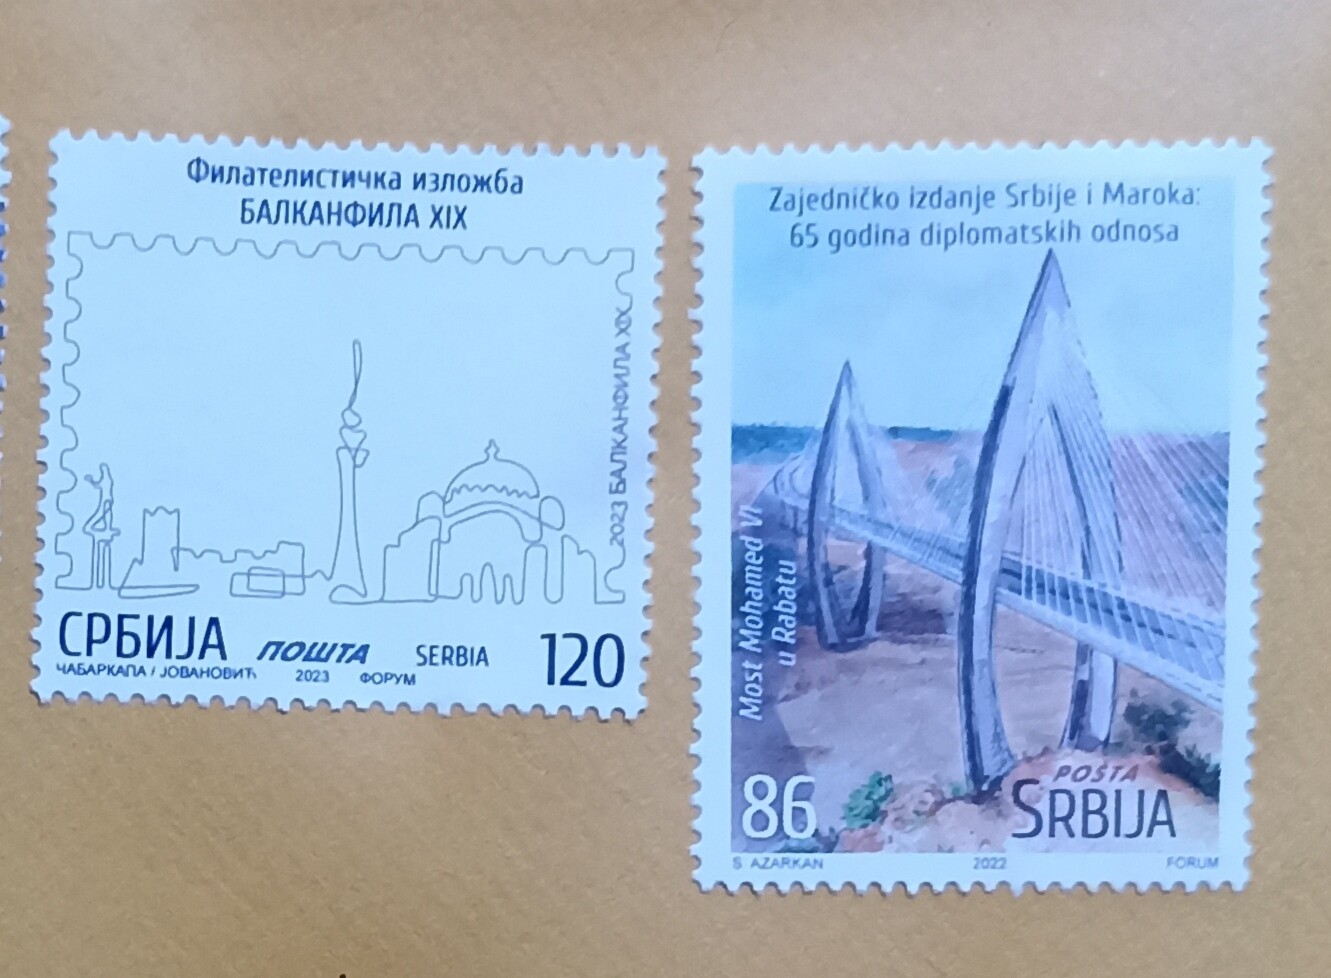 Филателистичка изложба
БАЛКАНФИЛА XIX
2023 БАЛКАНФИЛА XIX
СРБИЈА
ПОШТА
SERBIA
120
ЧАБАРКАПА / ЈОВАНОВИЋ
2023
ФОРУМ
Zajedničko izdanje Srbije i Maroka:
65 godina diplomatskih odnosa
Most Mohamed VI
u Rabatu
86
POŠTA
SRBIJA
S AZARKAN
2022
FORUM